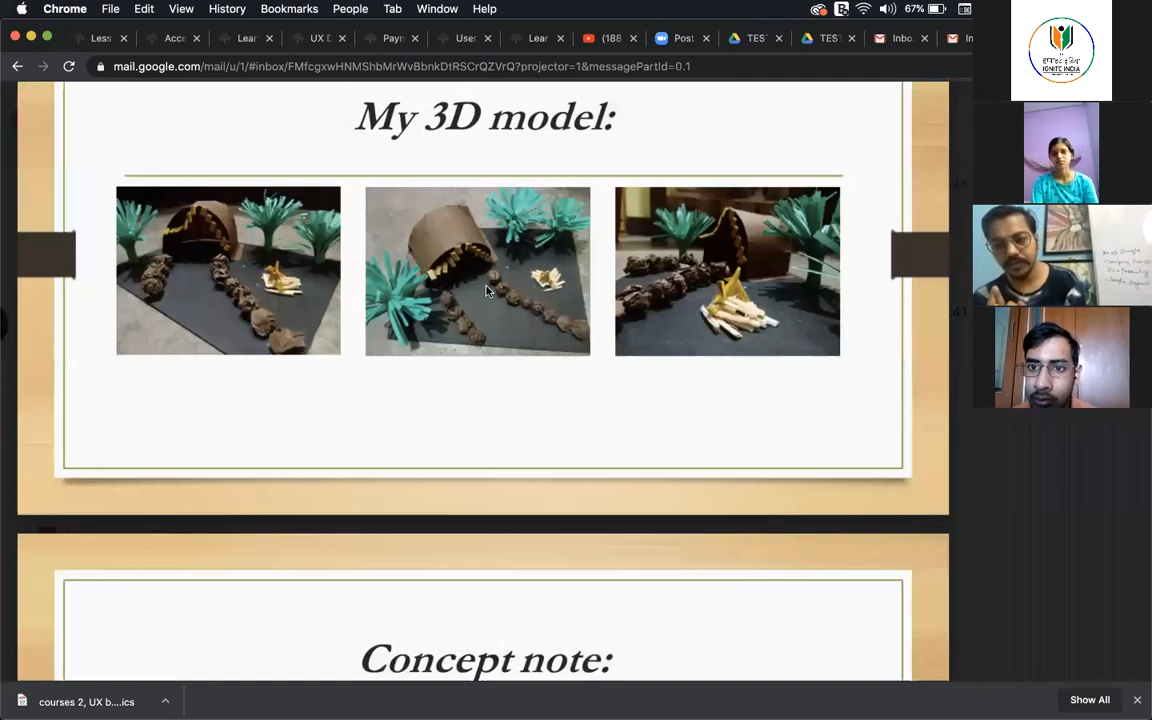 Chrome File Edit View History Bookmarks People Tab Window Help 67%
Less Acce Lear UX D Payn User Lear (188 Post TES TES Inbo. In
mail.google.com/mail/u/1/#inbox/FMfcgxwHNMShbMrWvBbnkDtRSCrQZVrQ?projector=1&messagePartId=0.1
IGNITE INDIA
My 3D model:
41
Concept note:
courses 2, UX b....ics
Show All